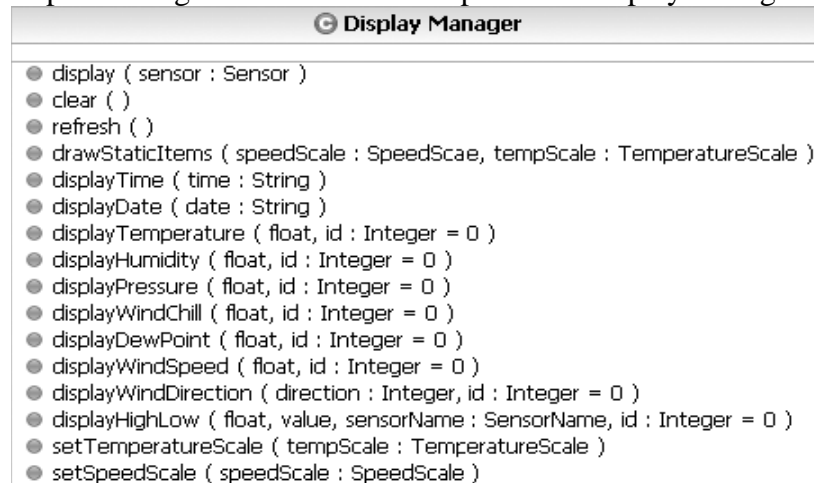 Display Manager
display ( sensor : Sensor )
clear ( )
refresh ( )
drawStaticItems ( speedScale : SpeedScae, tempScale : TemperatureScale )
displayTime ( time : String )
displayDate ( date : String )
displayTemperature ( float, id : Integer = 0 )
displayHumidity ( float, id : Integer = 0 )
displayPressure ( float, id : Integer = 0 )
displayWindChill ( float, id : Integer = 0 )
displayDewPoint ( float, id : Integer = 0 )
displayWindSpeed ( float, id : Integer = 0 )
displayWindDirection ( direction : Integer, id : Integer = 0 )
displayHighLow ( float, value, sensorName : SensorName, id : Integer = 0 )
setTemperatureScale ( tempScale : TemperatureScale )
setSpeedScale ( speedScale : SpeedScale )